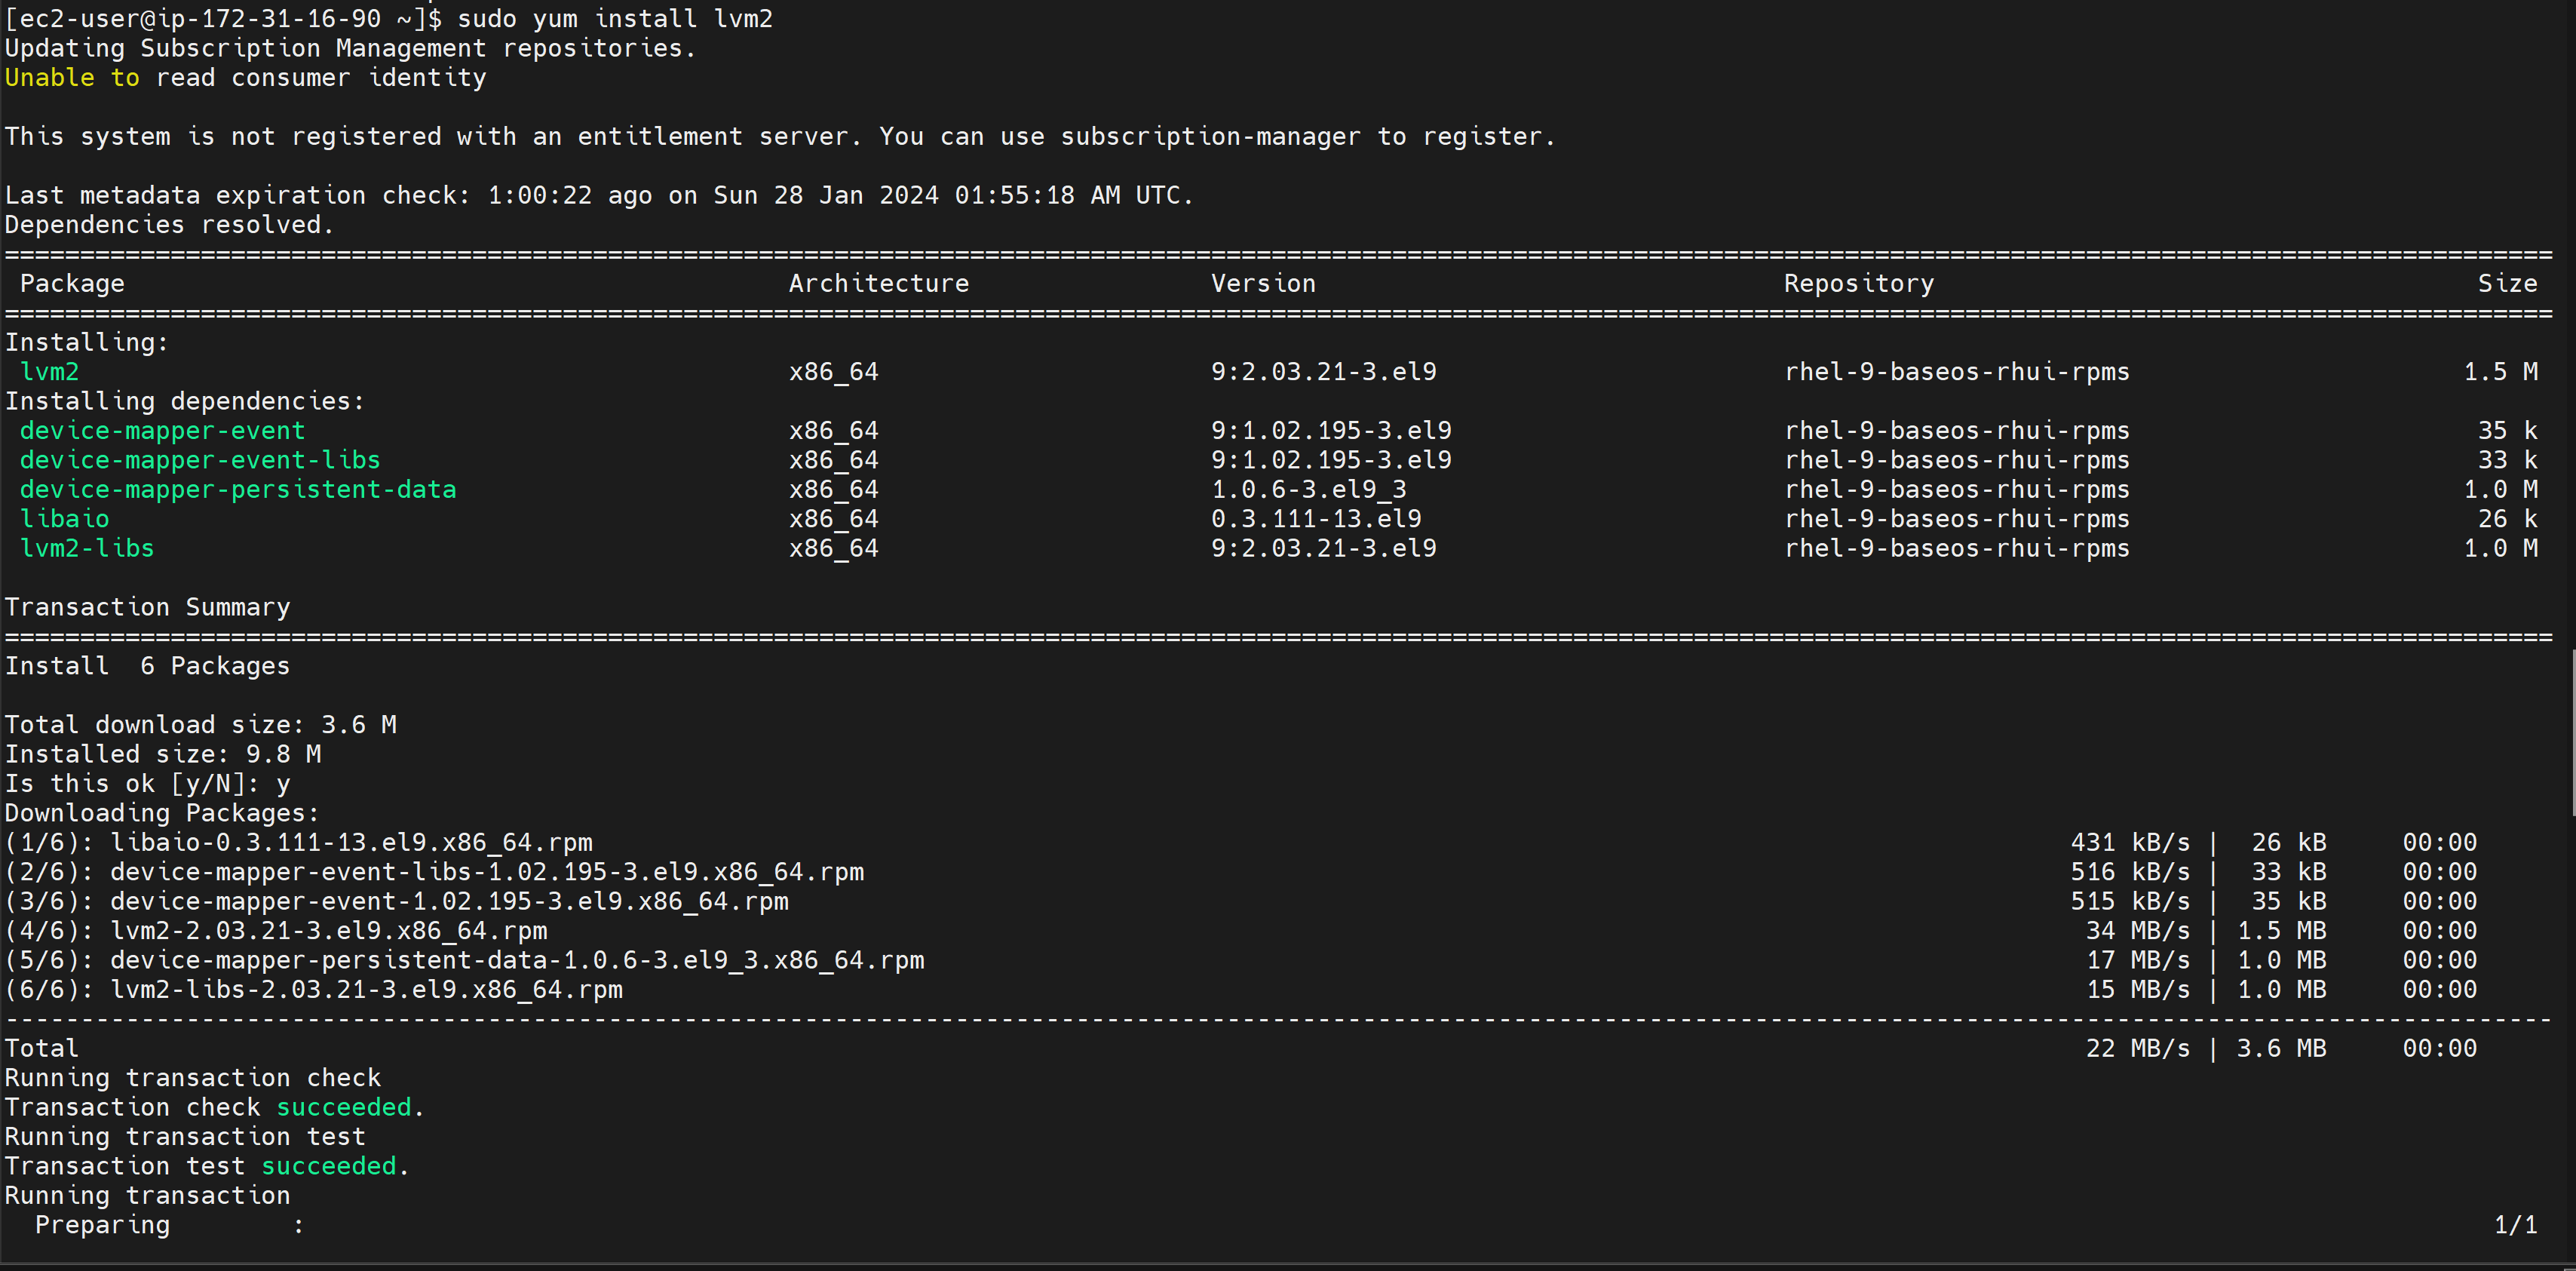 [ec2-user@ip-172-31-16-90 ~]$ sudo yum install lvm2
Updating Subscription Management repositories.
Unable to read consumer identity
This system is not registered with an entitlement server. You can use subscription-manager to register.
Last metadata expiration check: 1:00:22 ago on Sun 28 Jan 2024 01:55:18 AM UTC.
Dependencies resolved.
Package Architecture Version Repository Size
Installing:
lvm2 x86_64 9:2.03.21-3.el9 rhel-9-baseos-rhui-rpms 1.5 M
Installing dependencies:
device-mapper-event x86_64 9:1.02.195-3.el9 rhel-9-baseos-rhui-rpms 35 k
device-mapper-event-libs x86_64 9:1.02.195-3.el9 rhel-9-baseos-rhui-rpms 33 k
device-mapper-persistent-data x86_64 1.0.6-3.el9_3 rhel-9-baseos-rhui-rpms 1.0 M
libaio x86_64 0.3.111-13.el9 rhel-9-baseos-rhui-rpms 26 k
lvm2-libs x86_64 9:2.03.21-3.el9 rhel-9-baseos-rhui-rpms 1.0 M
Transaction Summary
Install 6 Packages
Total download size: 3.6 M
Installed size: 9.8 M
Is this ok [y/N]: y
Downloading Packages:
(1/6): libaio-0.3.111-13.el9.x86_64.rpm 431 kB/s | 26 kB 00:00
(2/6): device-mapper-event-libs-1.02.195-3.el9.x86_64.rpm 516 kB/s | 33 kB 00:00
(3/6): device-mapper-event-1.02.195-3.el9.x86_64.rpm 515 kB/s | 35 kB 00:00
(4/6): lvm2-2.03.21-3.el9.x86_64.rpm 34 MB/s | 1.5 MB 00:00
(5/6): device-mapper-persistent-data-1.0.6-3.el9_3.x86_64.rpm 17 MB/s | 1.0 MB 00:00
(6/6): lvm2-libs-2.03.21-3.el9.x86_64.rpm 15 MB/s | 1.0 MB 00:00
Total 22 MB/s | 3.6 MB 00:00
Running transaction check
Transaction check succeeded.
Running transaction test
Transaction test succeeded.
Running transaction
Preparing : 1/1